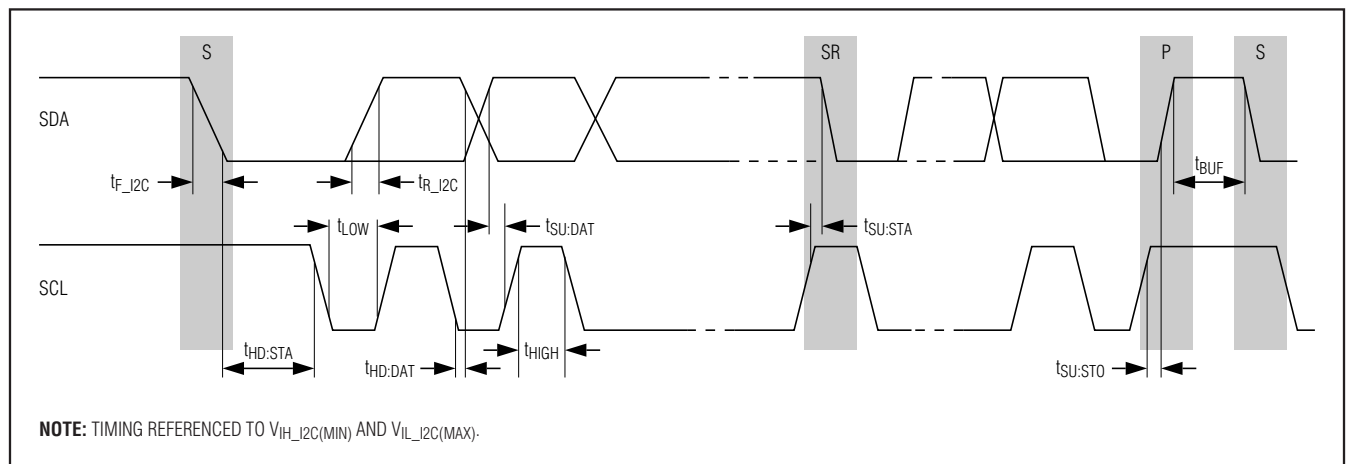 S SR P S
SDA
tBUF
tF_I2C tR_I2C
tLOW tSU:DAT tSU:STA
SCL
tHD:STA tHD:DAT tHIGH tSU:STO
NOTE: TIMING REFERENCED TO VIH_I2C(MIN) AND VIL_I2C(MAX).